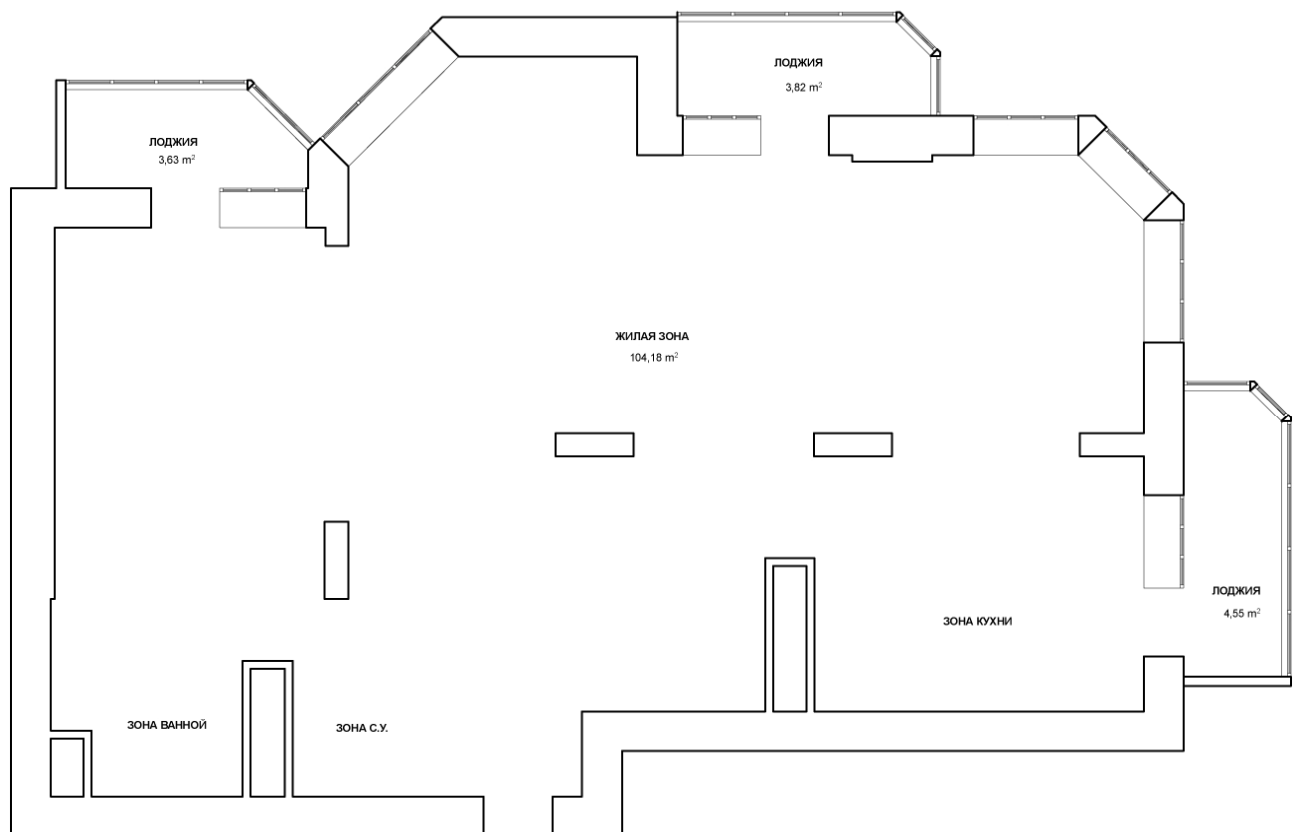 ЛОДЖИЯ
3,82 m²
ЛОДЖИЯ
3,63 m²
ЖИЛАЯ ЗОНА
104,18 m²
ЛОДЖИЯ
4,55 m²
ЗОНА КУХНИ
ЗОНА ВАННОЙ
ЗОНА С.У.